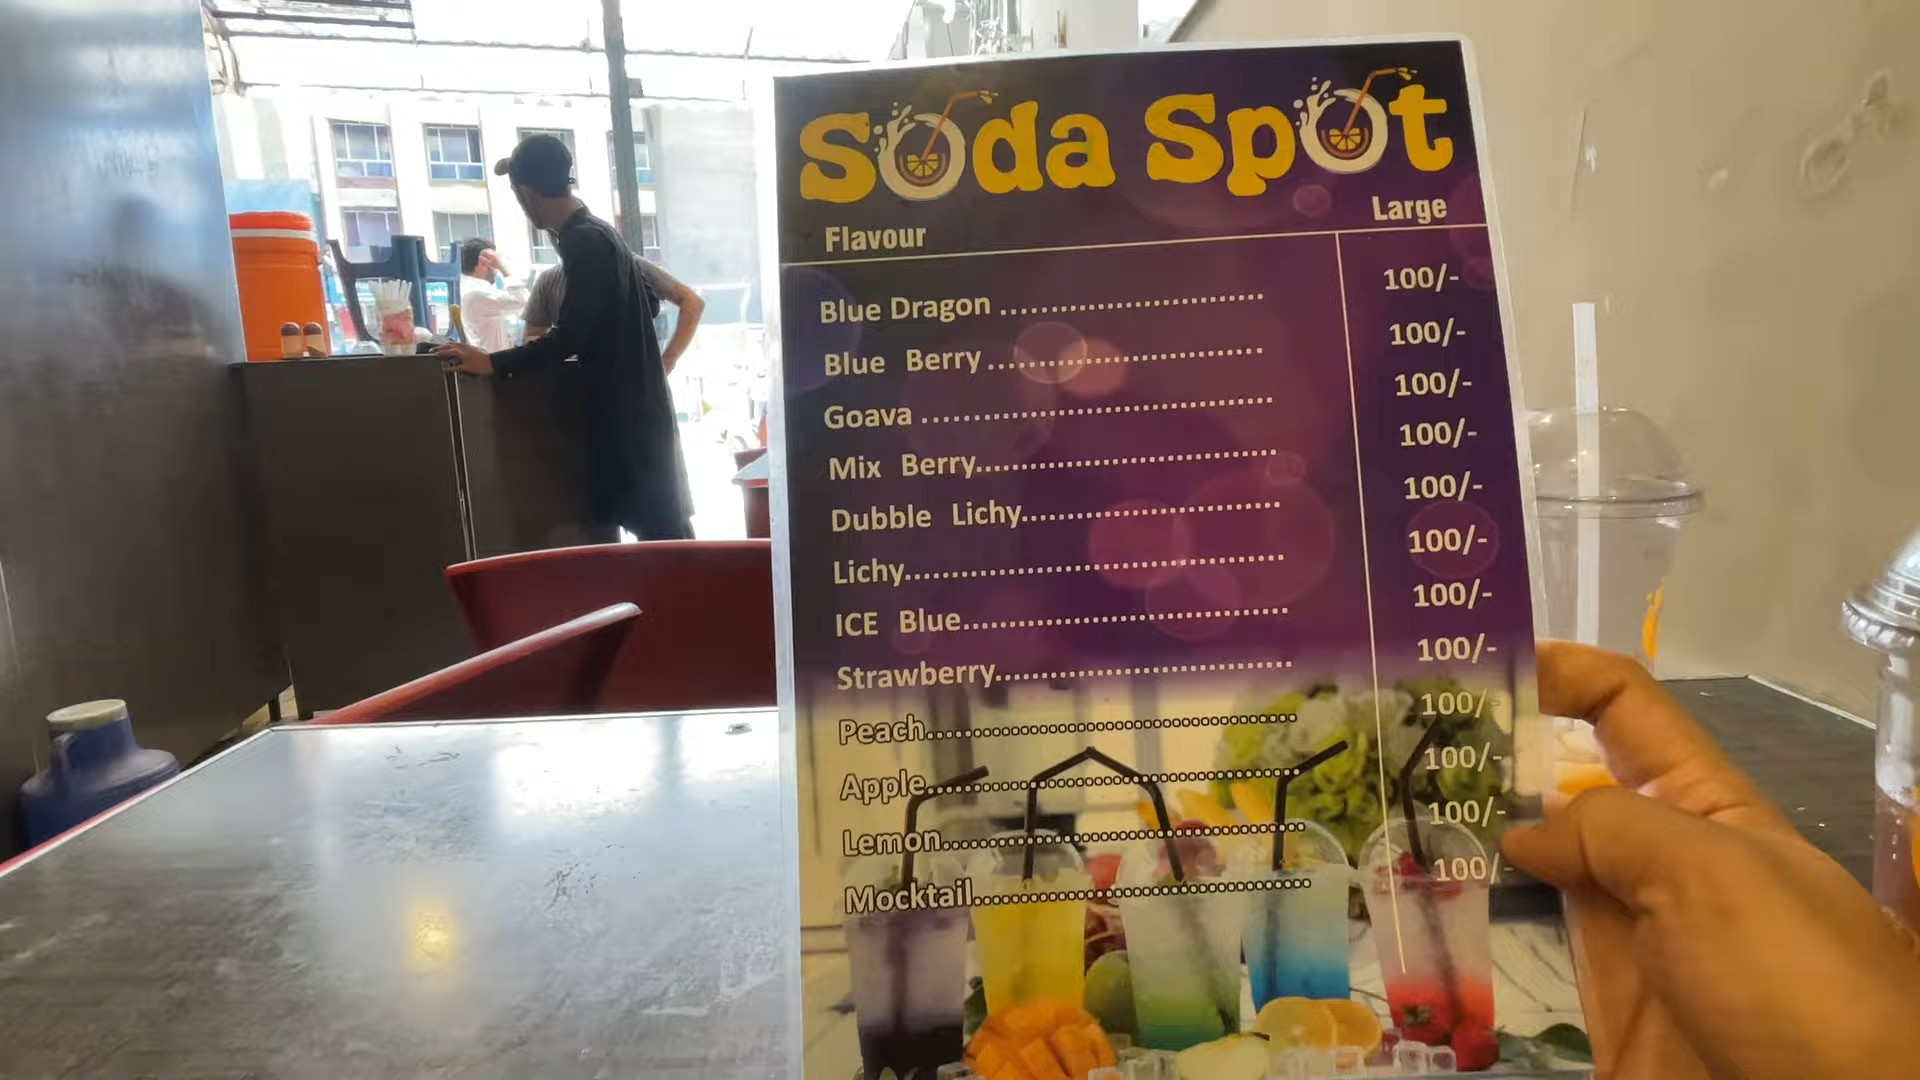 Soda Spot
Flavour Large
Blue Dragon ............................ 100/-
Blue Berry............................ 100/-
Goava ................................... 100/-
Mix Berry............................... 100/-
Dubble Lichy.......................... 100/-
Lichy........................................ 100/-
ICE Blue.................................. 100/-
Strawberry.............................. 100/-
Peach...................................... 100/-
Apple...................................... 100/-
Lemon.................................... 100/-
Mocktail.................................. 100/-